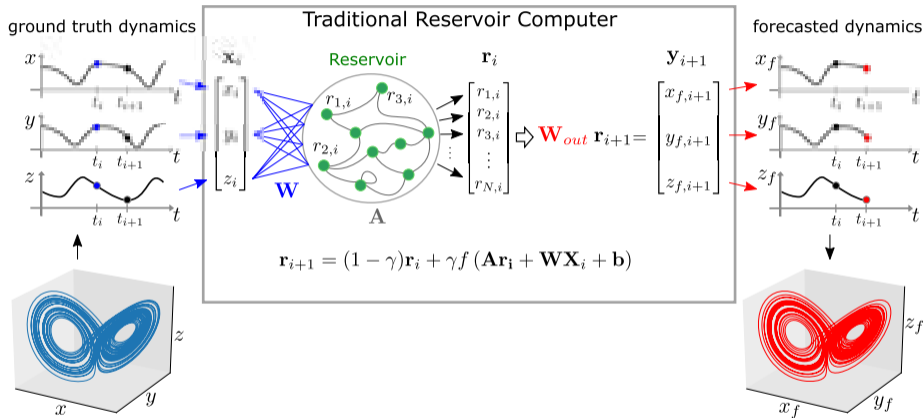 Traditional Reservoir Computer
ground truth dynamics
forecasted dynamics
x
t_i
y
t_i t_{i+1}
t
z
t_i t_{i+1}
t
z_i
W
Reservoir
r_{1,i}
r_{3,i}
r_{2,i}
A
r_i
r_{1,i}
r_{2,i}
r_{3,i}
⋮
r_{N,i}
W_{out} r_{i+1}=
y_{i+1}
x_{f,i+1}
y_{f,i+1}
z_{f,i+1}
r_{i+1} = (1 − γ)r_i + γf (Ar_i + WX_i + b)
x_f
t_i
y_f
t_i t_{i+1}
t
z_f
t_i t_{i+1}
t
z
y
x
z_f
y_f
x_f